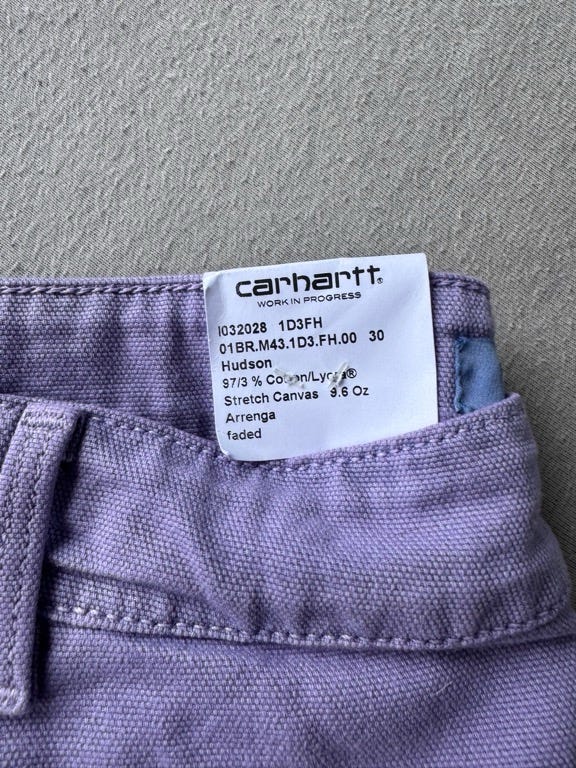 carhartt®
WORK IN PROGRESS
I032028 1D3FH
01BR.M43.1D3.FH.00 30
Hudson
97/3 % Cotton/Lycra®
Stretch Canvas 9.6 Oz
Arrenga
faded